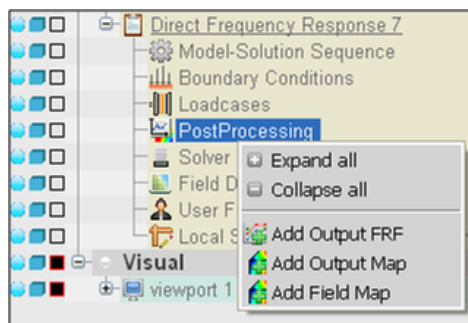 Direct Frequency Response 7
Model-Solution Sequence
Boundary Conditions
Loadcases
PostProcessing
Solver
Expand all
Field D
Collapse all
User F
Local S
Add Output FRF
Visual
Add Output Map
viewport 1
Add Field Map